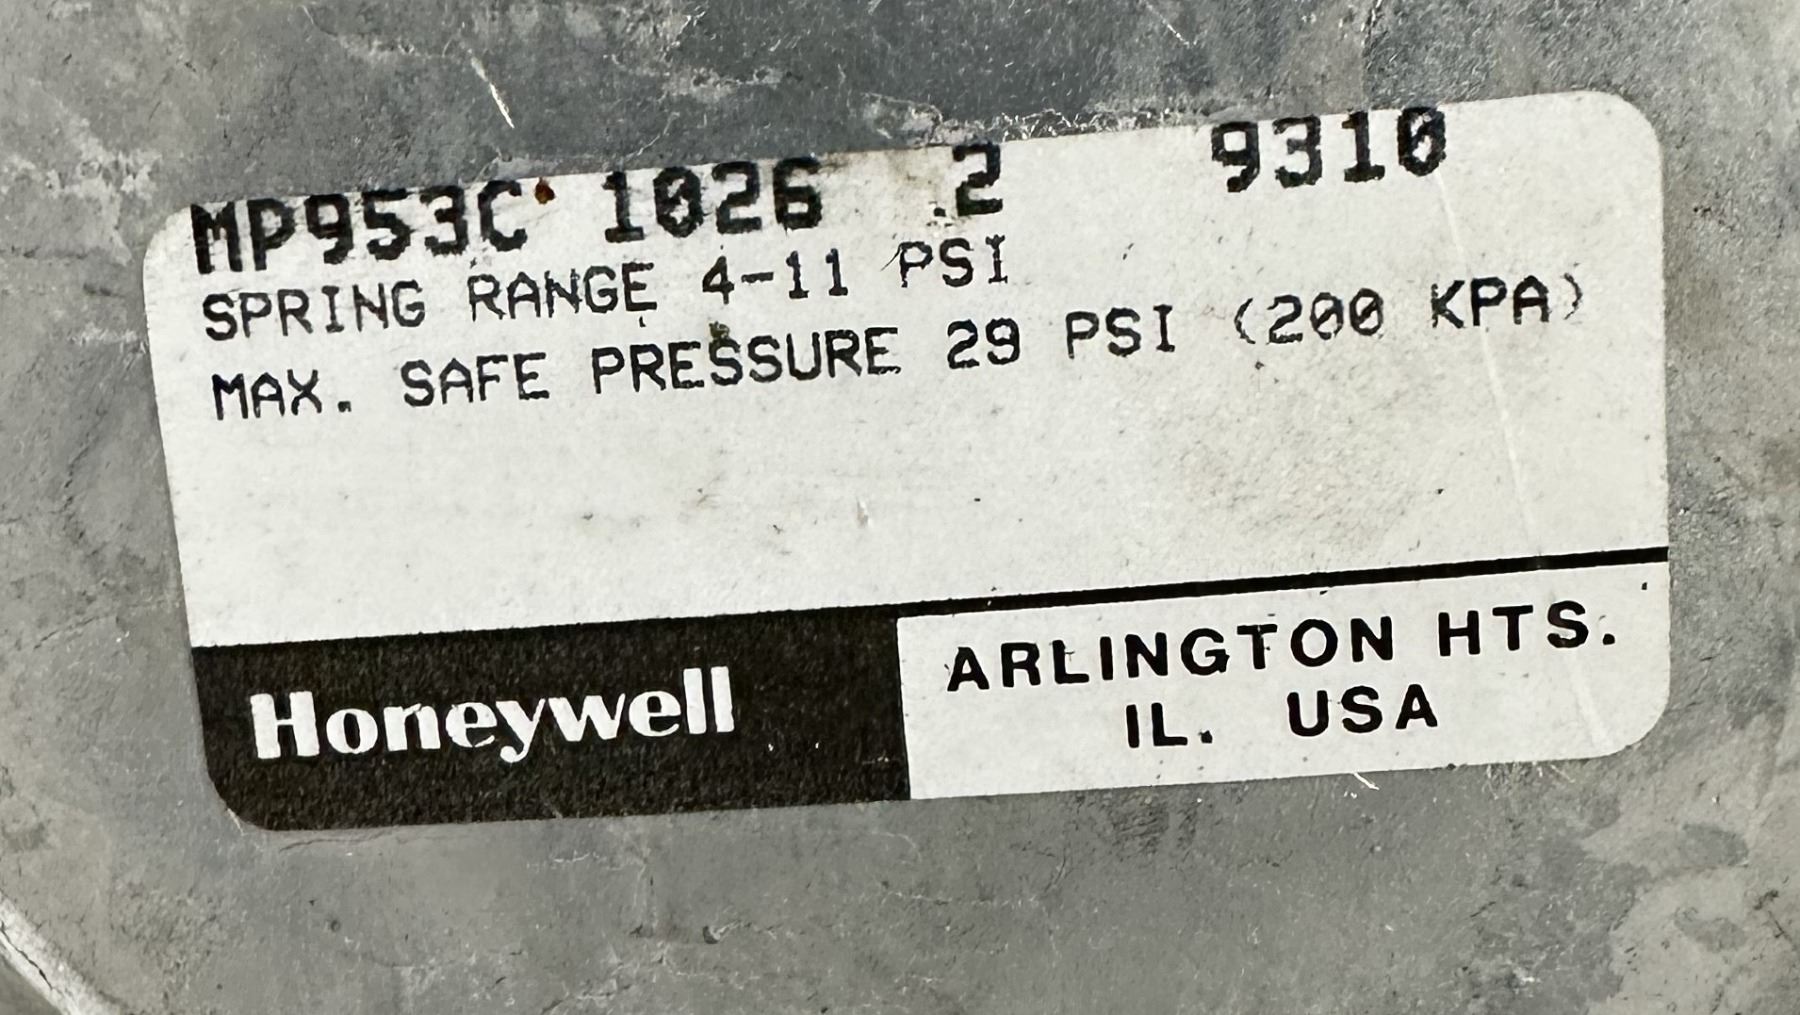 MP953C 1026 2 9310
SPRING RANGE 4-11 PSI
MAX. SAFE PRESSURE 29 PSI (200 KPA)
Honeywell
ARLINGTON HTS.
IL. USA